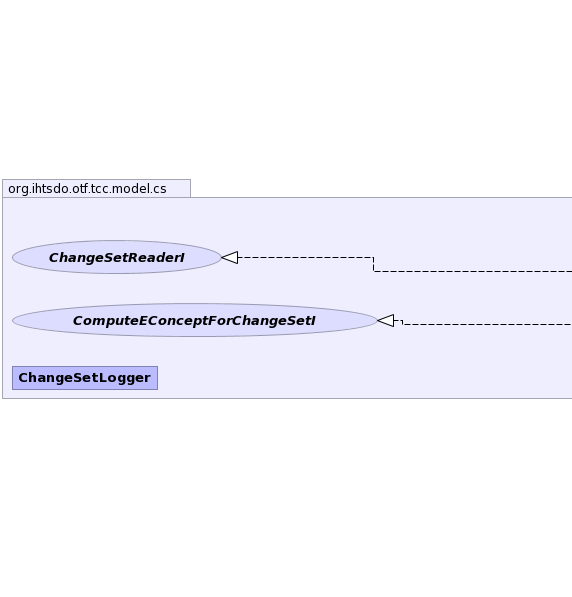 org.ihtsdo.otf.tcc.model.cs
ChangeSetReaderI
ComputeEConceptForChangeSetI
ChangeSetLogger